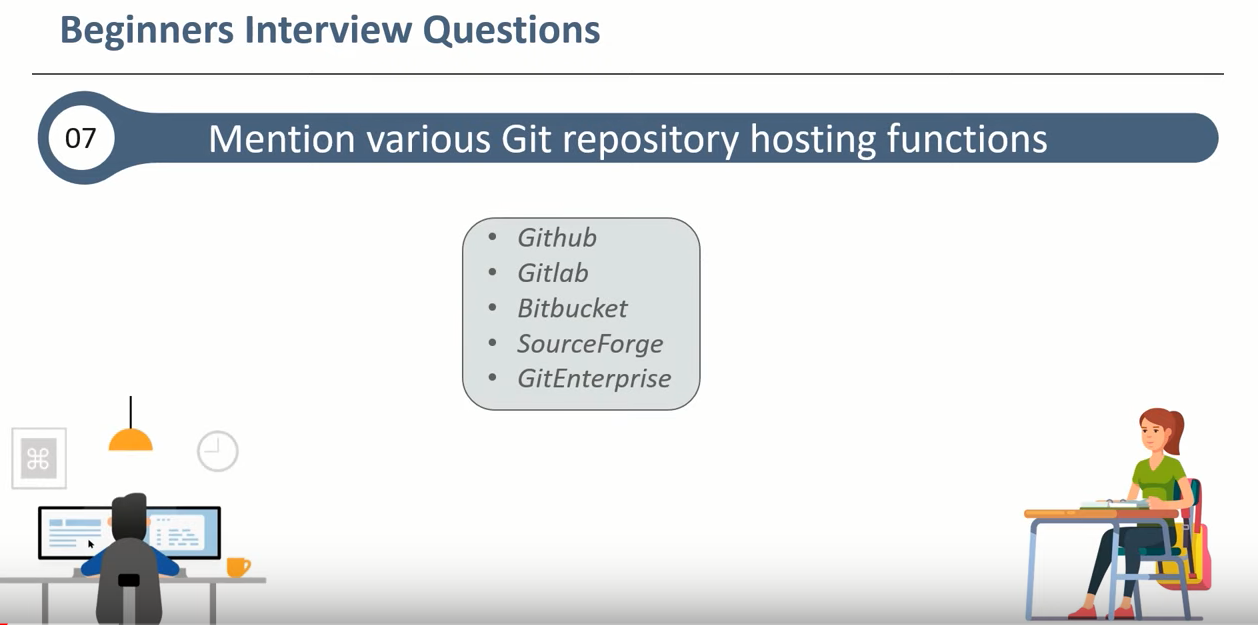 Beginners Interview Questions
07
Mention various Git repository hosting functions
• Github
• Gitlab
• Bitbucket
• SourceForge
• GitEnterprise